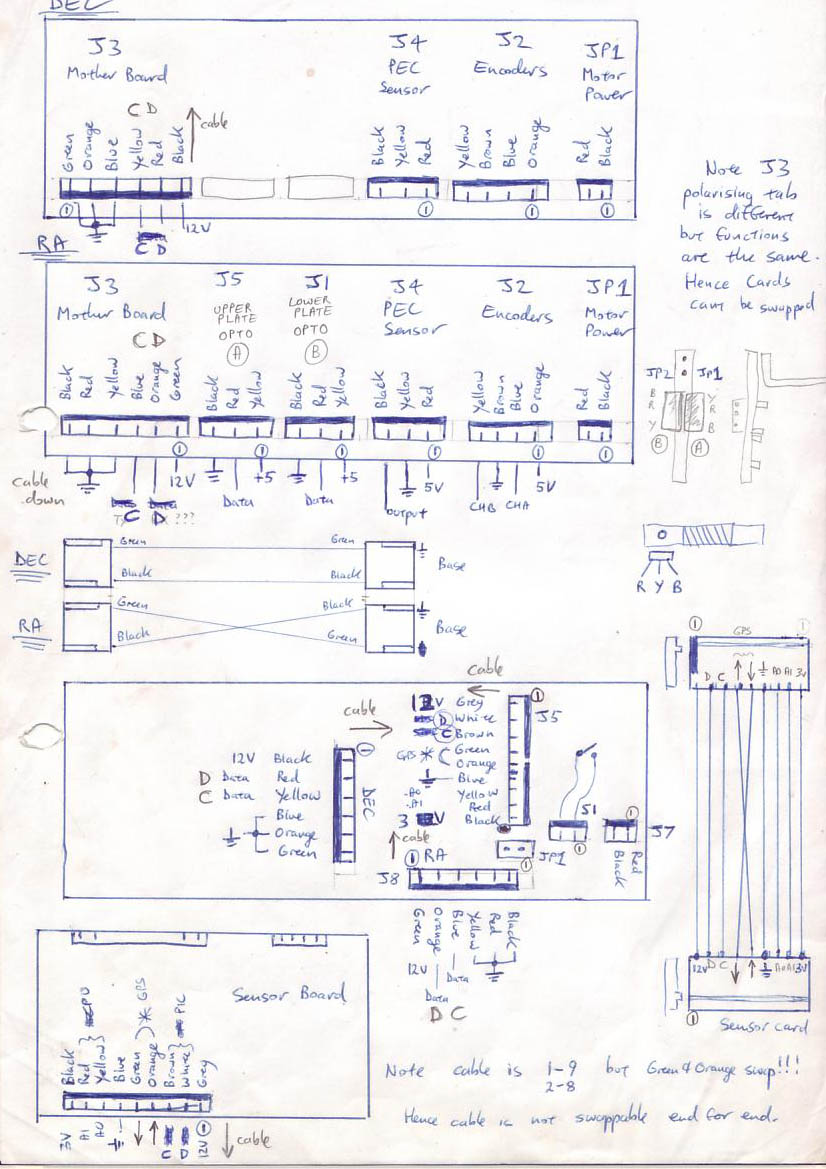 DEC
J3
Mother Board
C D
Green Orange Blue Yellow Red Black
cable
J4
PEC
Sensor
Black Yellow Red
J2
Encoders
Yellow Brown Blue Orange
JP1
Motor
Power
Red Black
1 1 1 1
C D 12V
Note J3
polarising tab
is different
but functions
are the same.
Hence Cards
can't be swapped
RA
J3
Mother Board
C D
Black Red Yellow Blue Orange Green
J5
UPPER
PLATE
OPTO
A
Black Red Yellow
J1
LOWER
PLATE
OPTO
B
Black Red Yellow
J4
PEC
Sensor
Black Yellow Red
J2
Encoders
Yellow Brown Blue Orange
JP1
Motor
Power
Red Black
1 1 1 1 1 1
cable
down
C D ???
12V
Data +5
Data +5
Output 5V
CHB CHA 5V
JP2 JP1
B Y
R R
Y B
B A
R Y B
DEC
Green Green
Black Black
Base
RA
Green Black
Black Green
Base
cable
cable
12V Grey
D White
C Brown
GPS * Green
Orange
Blue
A0 Yellow
A1 Red
3V Black
cable
1
J5
12V Black
D Data Red
C Data Yellow
Blue
Orange
Green
1
DEC
S1
1
J7
1
Red
Black
JP1
1
1 RA
J8
Green Orange Blue Yellow Red Black
12V Data
Data
D C
1 GPS 1
D C A0 A1 3V
12V D C A0 A1 3V
1
Sensor card
Sensor Board
CPU * GPS PIC
Black Red Yellow Blue Green Orange Brown White Grey
3V A1 A0 C D 12V 1
cable
Note cable is 1-9 but Green & Orange swap!!!
2-8
Hence cable is not swappable end for end.